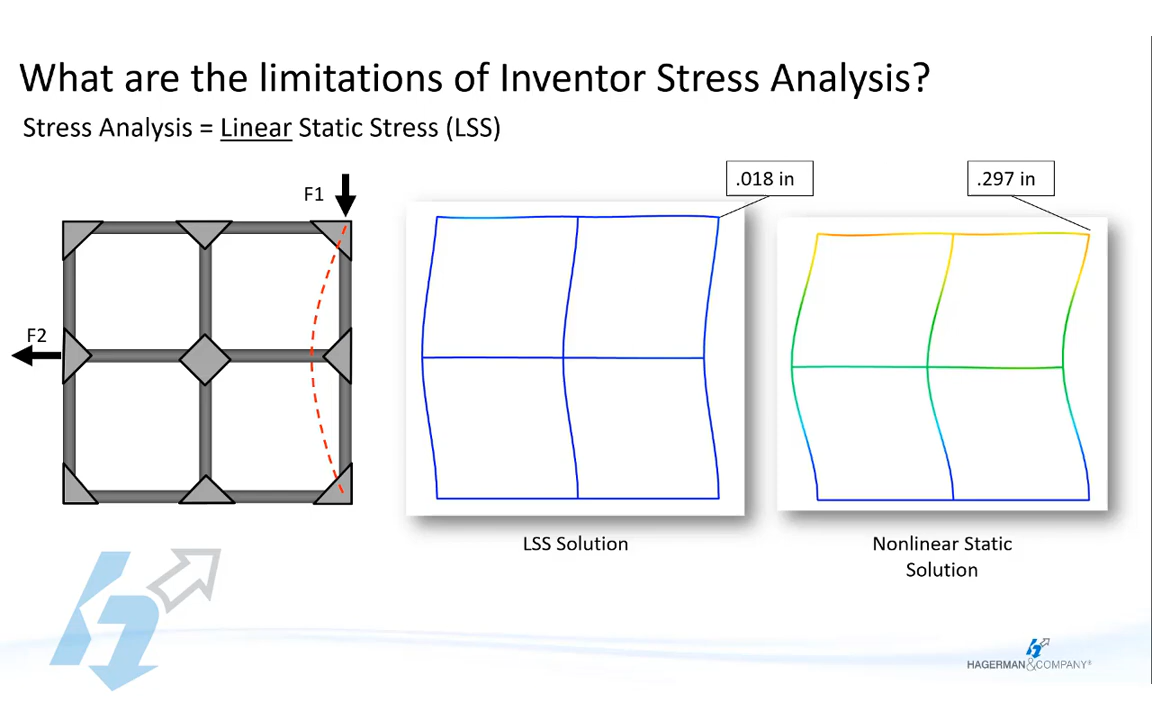 What are the limitations of Inventor Stress Analysis?
Stress Analysis = Linear Static Stress (LSS)
F1
F2
.018 in
.297 in
LSS Solution
Nonlinear Static
Solution
HAGERMAN&COMPANY®